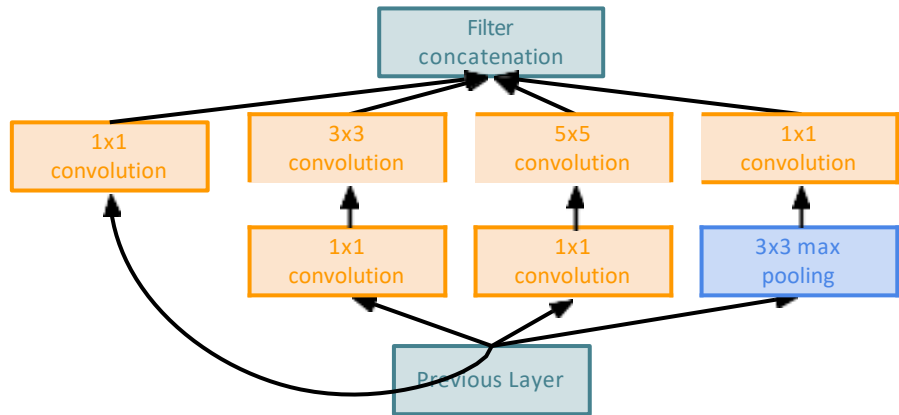 Filter
concatenation
1x1
convolution
3x3
convolution
5x5
convolution
1x1
convolution
1x1
convolution
1x1
convolution
3x3 max
pooling
Previous Layer